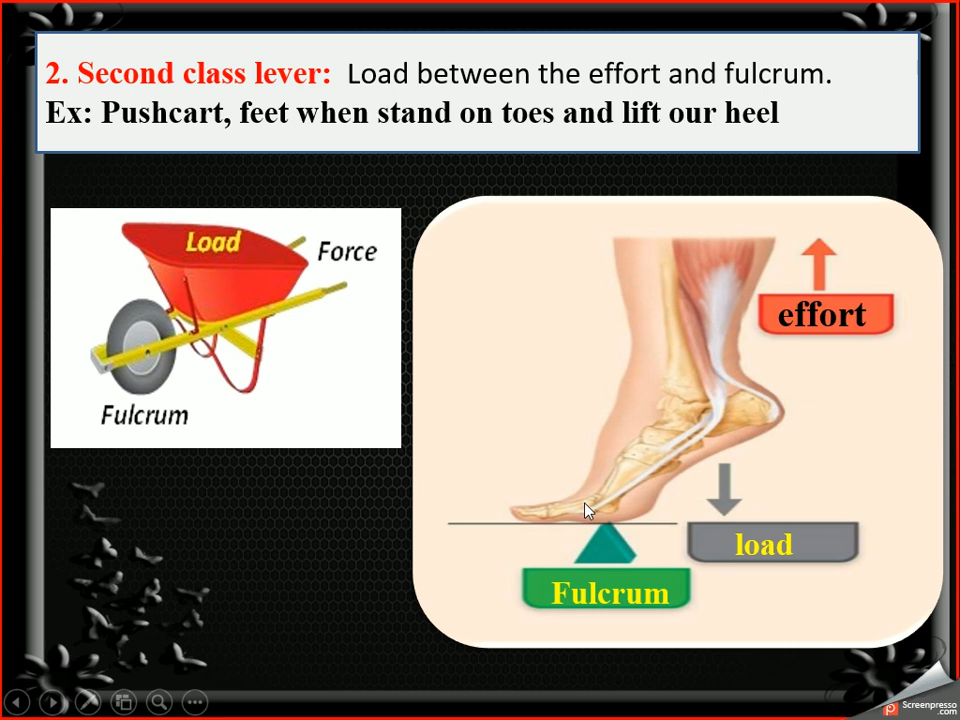 2. Second class lever: Load between the effort and fulcrum.
Ex: Pushcart, feet when stand on toes and lift our heel
Load
Force
Fulcrum
effort
load
Fulcrum
Screenpresso
.com